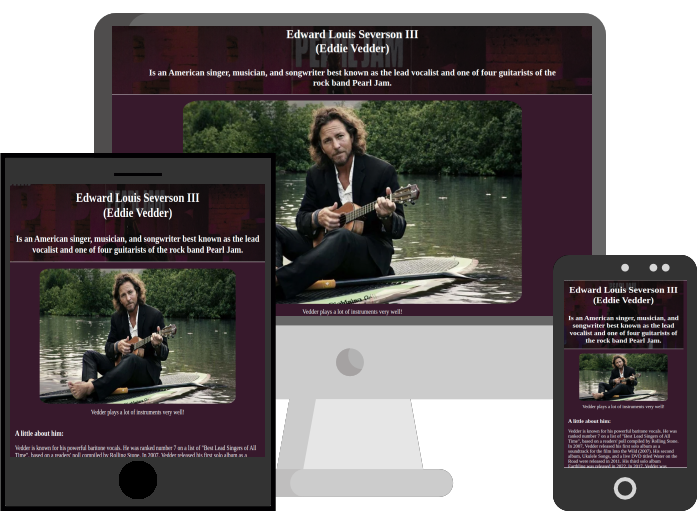 Edward Louis Severson III
(Eddie Vedder)
Is an American singer, musician, and songwriter best known as the lead vocalist and one of four guitarists of the
rock band Pearl Jam.
Vedder plays a lot of instruments very well!
Edward Louis Severson III
(Eddie Vedder)
Is an American singer, musician, and songwriter best known as the lead
vocalist and one of four guitarists of the rock band Pearl Jam.
Vedder plays a lot of instruments very well!
A little about him:
Vedder is known for his powerful baritone vocals. He was ranked number 7 on a list of "Best Lead Singers of All
Time", based on a readers' poll compiled by Rolling Stone. In 2007, Vedder released his first solo album as a
Edward Louis Severson III
(Eddie Vedder)
Is an American singer, musician, and
songwriter best known as the lead
vocalist and one of four guitarists of
the rock band Pearl Jam.
Vedder plays a lot of instruments very well!
A little about him:
Vedder is known for his powerful baritone vocals. He was
ranked number 7 on a list of "Best Lead Singers of All
Time", based on a readers' poll compiled by Rolling Stone.
In 2007, Vedder released his first solo album as a
soundtrack for the film Into the Wild (2007). His second
album, Ukulele Songs, and a live DVD titled Water on the
Road were released in 2011. His third solo album
Earthling was released in 2022. In 2017, Vedder was